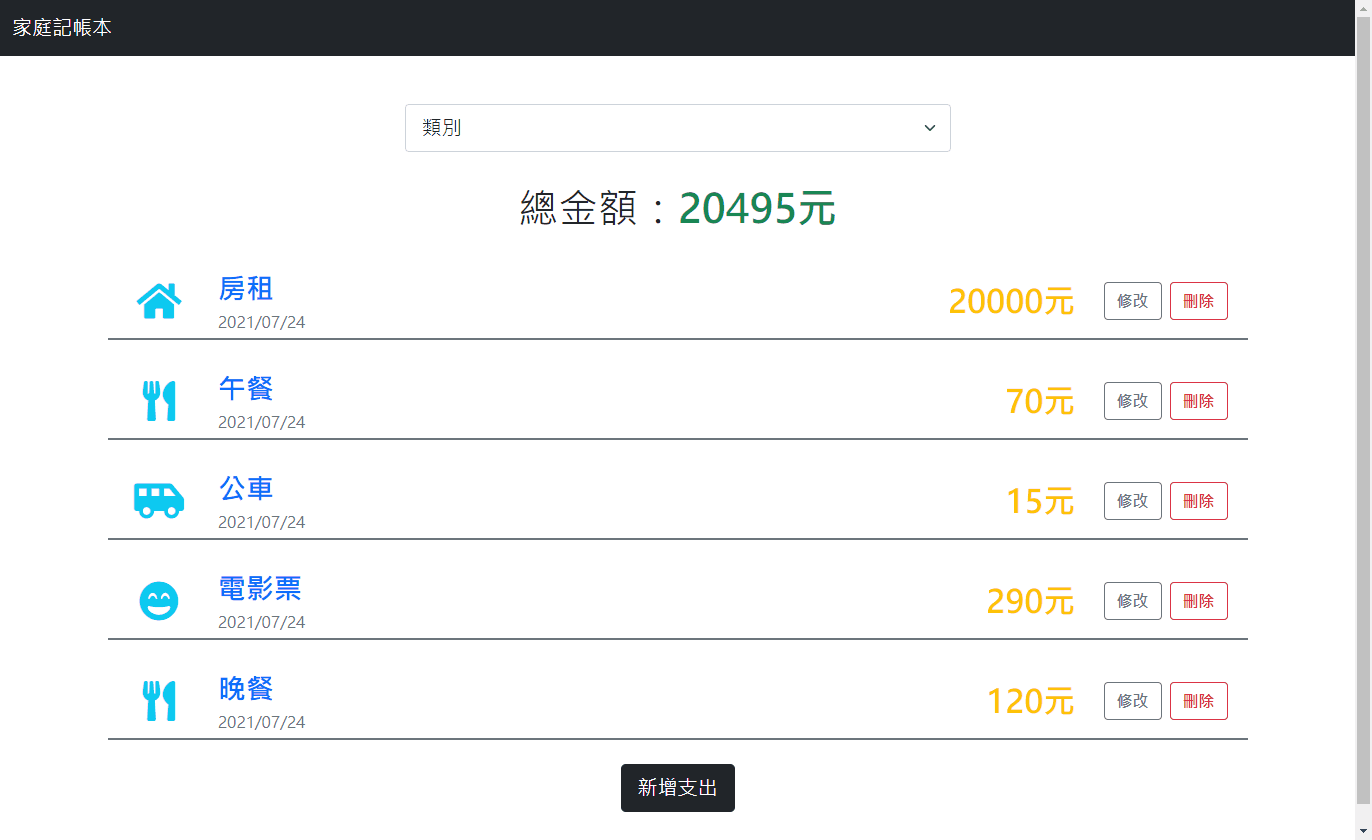 家庭記帳本
類別
總金額：20495元
房租
2021/07/24
20000元 修改 刪除
午餐
2021/07/24
70元 修改 刪除
公車
2021/07/24
15元 修改 刪除
電影票
2021/07/24
290元 修改 刪除
晚餐
2021/07/24
120元 修改 刪除
新增支出